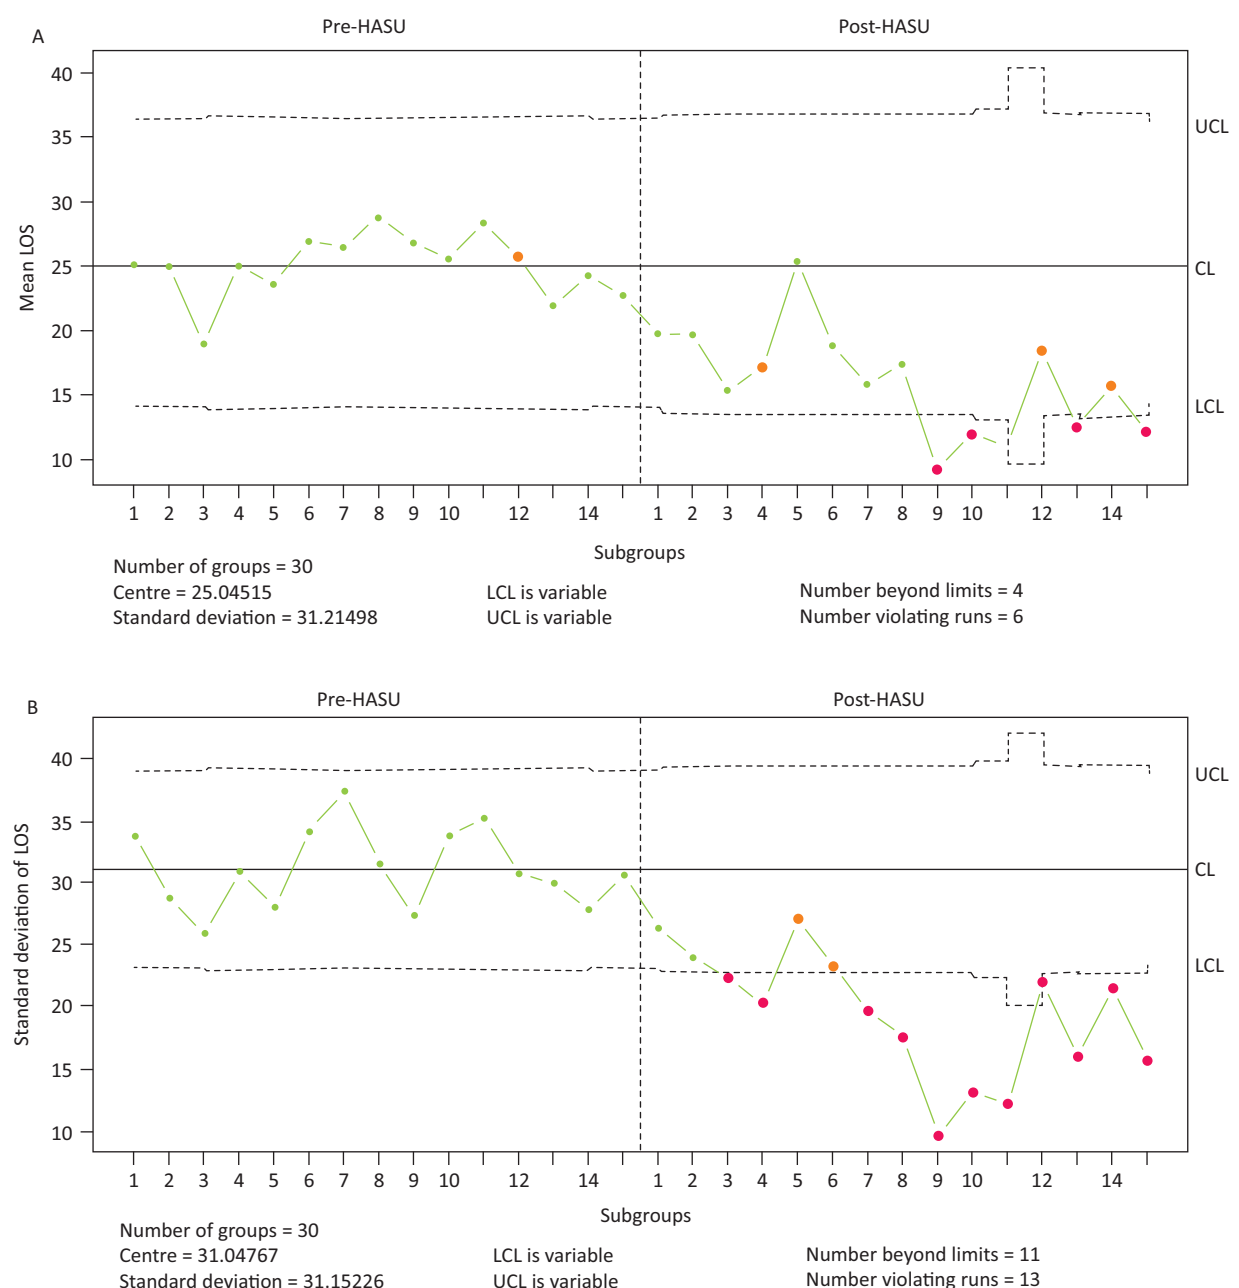 A
Pre-HASU Post-HASU
40
35
30
25
20
15
10
Mean LOS
UCL
CL
LCL
1 2 3 4 5 6 7 8 9 10 12 14 1 2 3 4 5 6 7 8 9 10 12 14
Subgroups
Number of groups = 30
Centre = 25.04515 LCL is variable Number beyond limits = 4
Standard deviation = 31.21498 UCL is variable Number violating runs = 6
B
Pre-HASU Post-HASU
40
35
30
25
20
15
10
Standard deviation of LOS
UCL
CL
LCL
1 2 3 4 5 6 7 8 9 10 12 14 1 2 3 4 5 6 7 8 9 10 12 14
Subgroups
Number of groups = 30
Centre = 31.04767 LCL is variable Number beyond limits = 11
Standard deviation = 31.15226 UCL is variable Number violating runs = 13